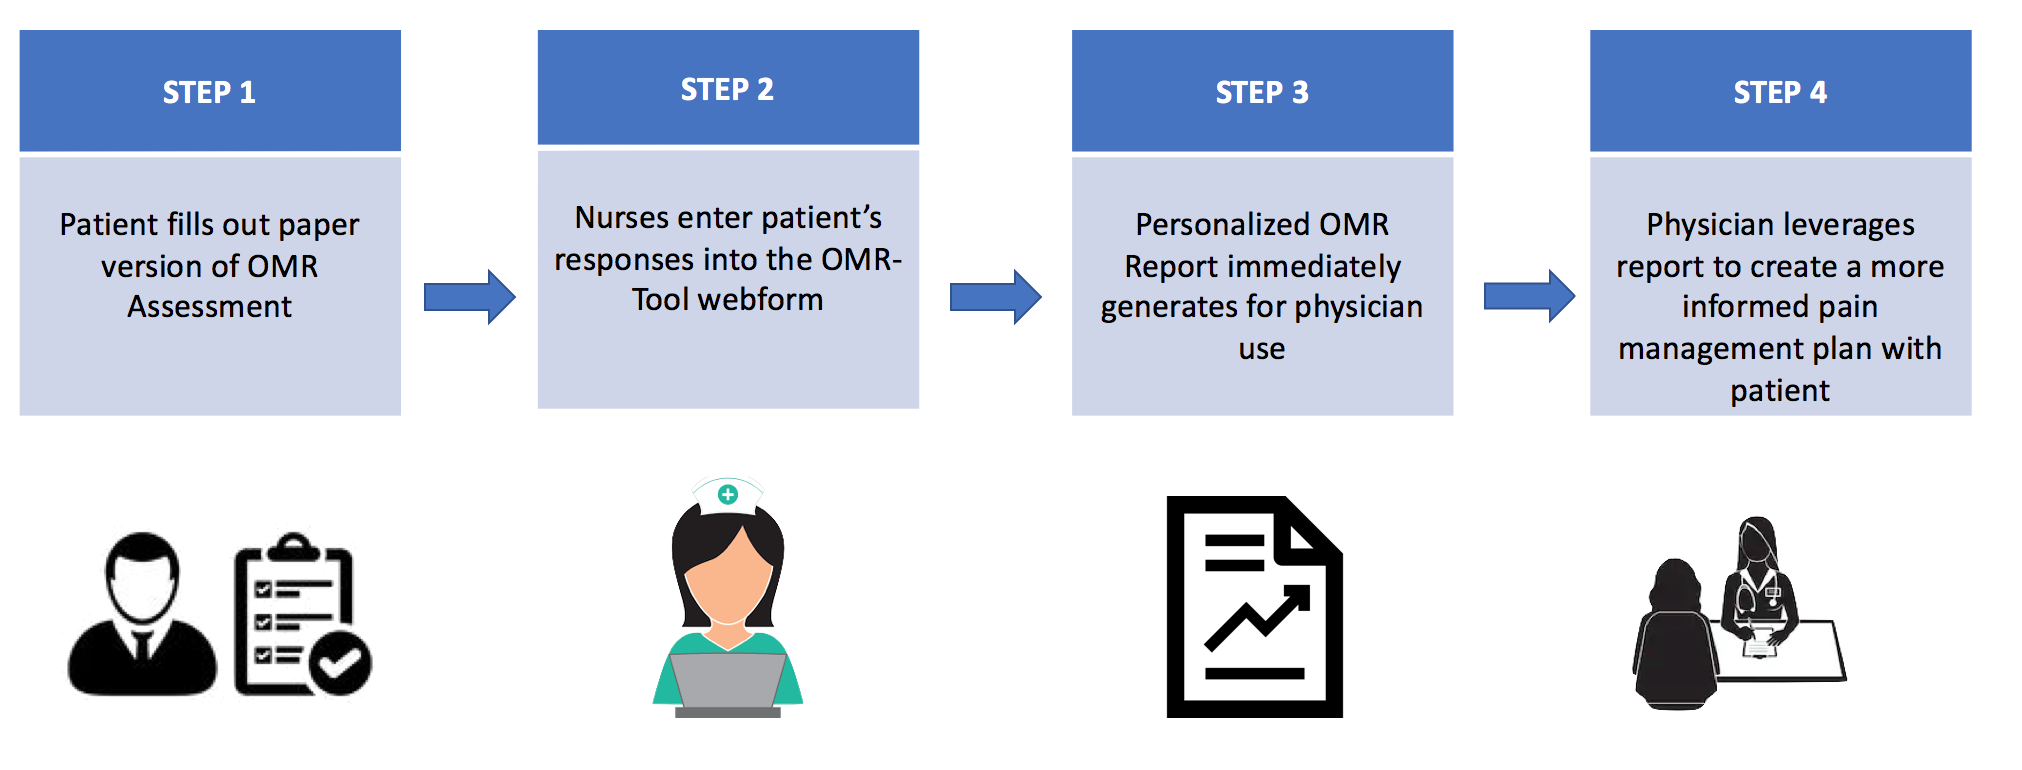 STEP 1
Patient fills out paper
version of OMR
Assessment
STEP 2
Nurses enter patient’s
responses into the OMR-
Tool webform
STEP 3
Personalized OMR
Report immediately
generates for physician
use
STEP 4
Physician leverages
report to create a more
informed pain
management plan with
patient